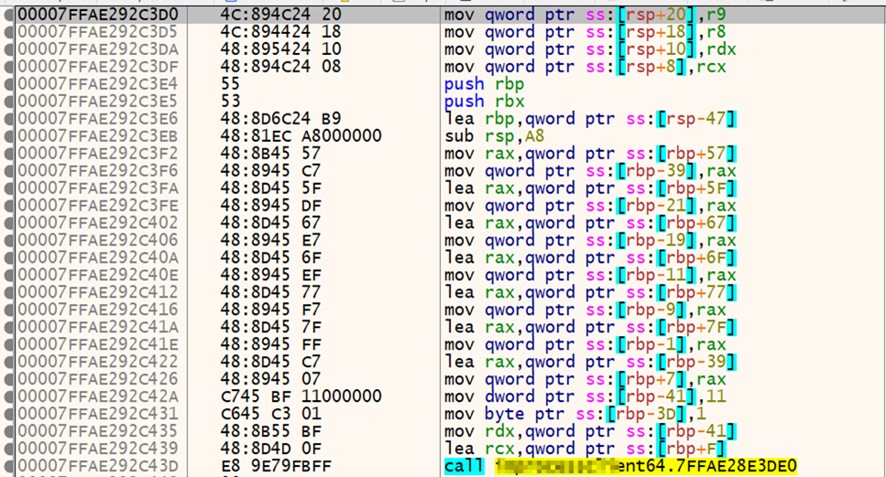 00007FFAE292C3D0 4C:894C24 20 mov qword ptr ss:[rsp+20],r9
00007FFAE292C3D5 4C:894424 18 mov qword ptr ss:[rsp+18],r8
00007FFAE292C3DA 48:895424 10 mov qword ptr ss:[rsp+10],rdx
00007FFAE292C3DF 48:894C24 08 mov qword ptr ss:[rsp+8],rcx
00007FFAE292C3E4 55 push rbp
00007FFAE292C3E5 53 push rbx
00007FFAE292C3E6 48:8D6C24 B9 lea rbp,qword ptr ss:[rsp-47]
00007FFAE292C3EB 48:81EC A8000000 sub rsp,A8
00007FFAE292C3F2 48:8B45 57 mov rax,qword ptr ss:[rbp+57]
00007FFAE292C3F6 48:8945 C7 mov qword ptr ss:[rbp-39],rax
00007FFAE292C3FA 48:8D45 5F lea rax,qword ptr ss:[rbp+5F]
00007FFAE292C3FE 48:8945 DF mov qword ptr ss:[rbp-21],rax
00007FFAE292C402 48:8D45 67 lea rax,qword ptr ss:[rbp+67]
00007FFAE292C406 48:8945 E7 mov qword ptr ss:[rbp-19],rax
00007FFAE292C40A 48:8D45 6F lea rax,qword ptr ss:[rbp+6F]
00007FFAE292C40E 48:8945 EF mov qword ptr ss:[rbp-11],rax
00007FFAE292C412 48:8D45 77 lea rax,qword ptr ss:[rbp+77]
00007FFAE292C416 48:8945 F7 mov qword ptr ss:[rbp-9],rax
00007FFAE292C41A 48:8D45 7F lea rax,qword ptr ss:[rbp+7F]
00007FFAE292C41E 48:8945 FF mov qword ptr ss:[rbp-1],rax
00007FFAE292C422 48:8D45 C7 lea rax,qword ptr ss:[rbp-39]
00007FFAE292C426 48:8945 07 mov qword ptr ss:[rbp+7],rax
00007FFAE292C42A C745 BF 11000000 mov dword ptr ss:[rbp-41],11
00007FFAE292C431 C645 C3 01 mov byte ptr ss:[rbp-3D],1
00007FFAE292C435 48:8B55 BF mov rdx,qword ptr ss:[rbp-41]
00007FFAE292C439 48:8D4D 0F lea rcx,qword ptr ss:[rbp+F]
00007FFAE292C43D E8 9E79FBFF call ent64.7FFAE28E3DE0